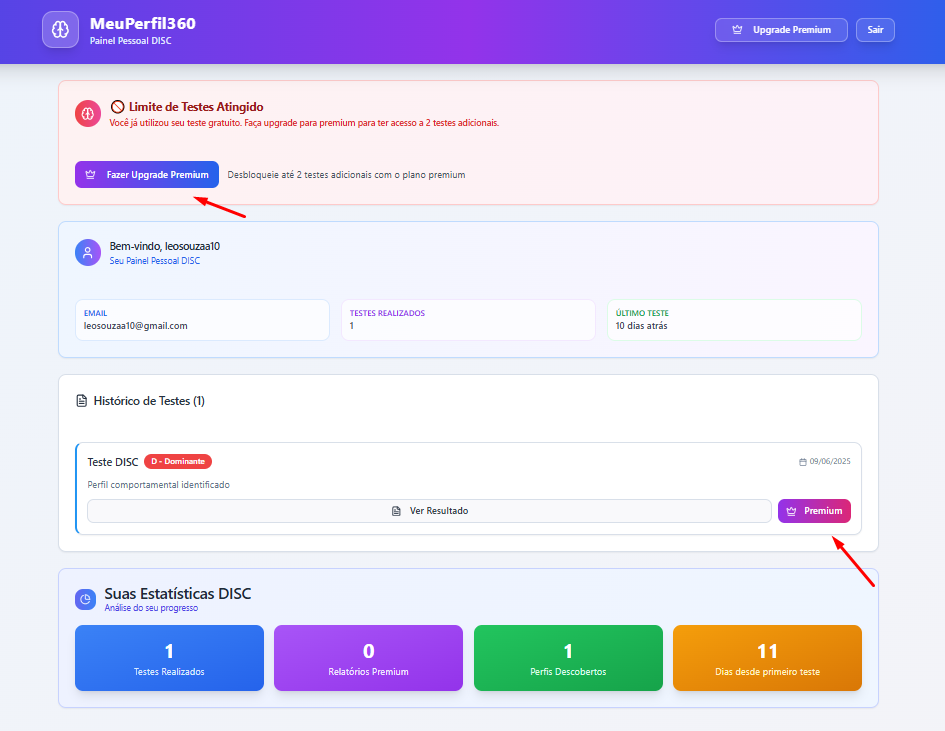 MeuPerfil360
Painel Pessoal DISC
Upgrade Premium
Sair
Limite de Testes Atingido
Você já utilizou seu teste gratuito. Faça upgrade para premium para ter acesso a 2 testes adicionais.
Fazer Upgrade Premium
Desbloqueie até 2 testes adicionais com o plano premium
Bem-vindo, leosouzaa10
Seu Painel Pessoal DISC
EMAIL
leosouzaa10@gmail.com
TESTES REALIZADOS
1
ÚLTIMO TESTE
10 dias atrás
Histórico de Testes (1)
Teste DISC
D - Dominante
09/06/2025
Perfil comportamental identificado
Ver Resultado
Premium
Suas Estatísticas DISC
Análise do seu progresso
1
Testes Realizados
0
Relatórios Premium
1
Perfis Descobertos
11
Dias desde primeiro teste